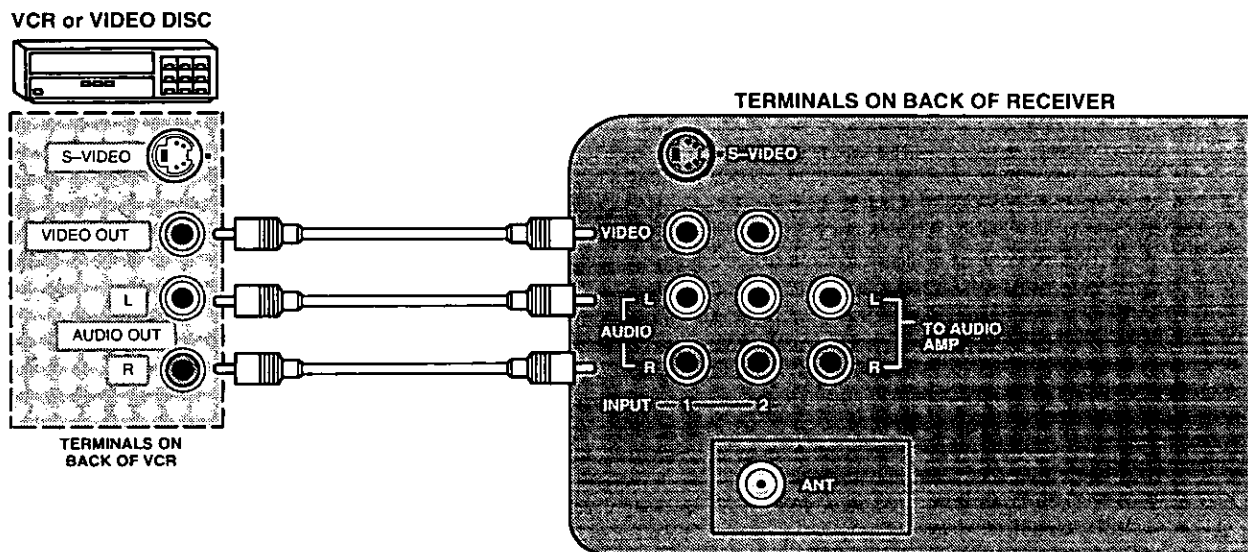 VCR or VIDEO DISC
S–VIDEO
VIDEO OUT
L
AUDIO OUT
R
TERMINALS ON
BACK OF VCR
TERMINALS ON BACK OF RECEIVER
S–VIDEO
VIDEO
L
AUDIO
R
INPUT 1 2
L
R
TO AUDIO
AMP
ANT